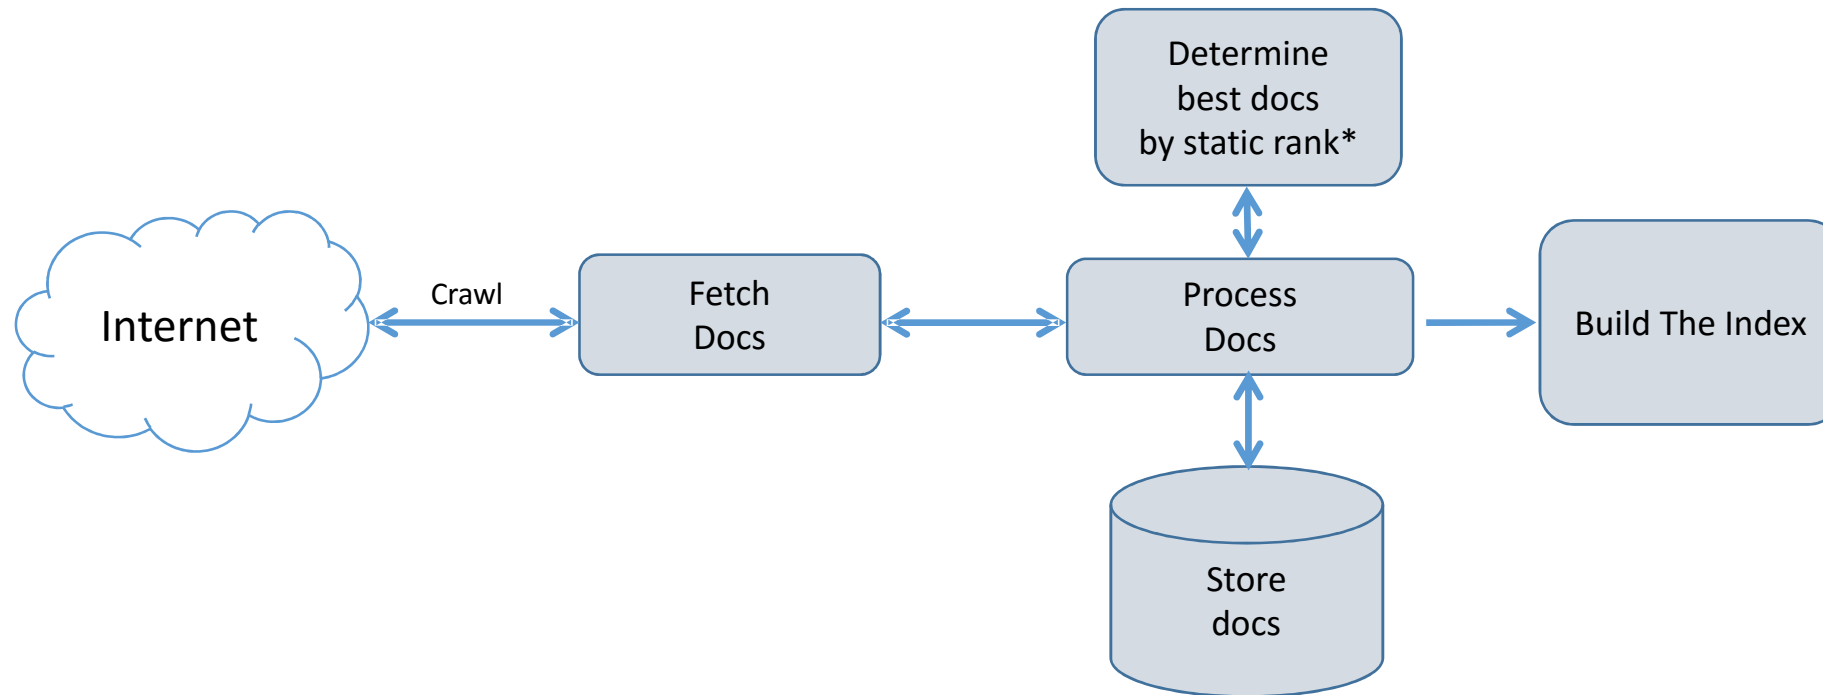 Internet
Crawl
Fetch
Docs
Determine
best docs
by static rank*
Process
Docs
Store
docs
Build The Index